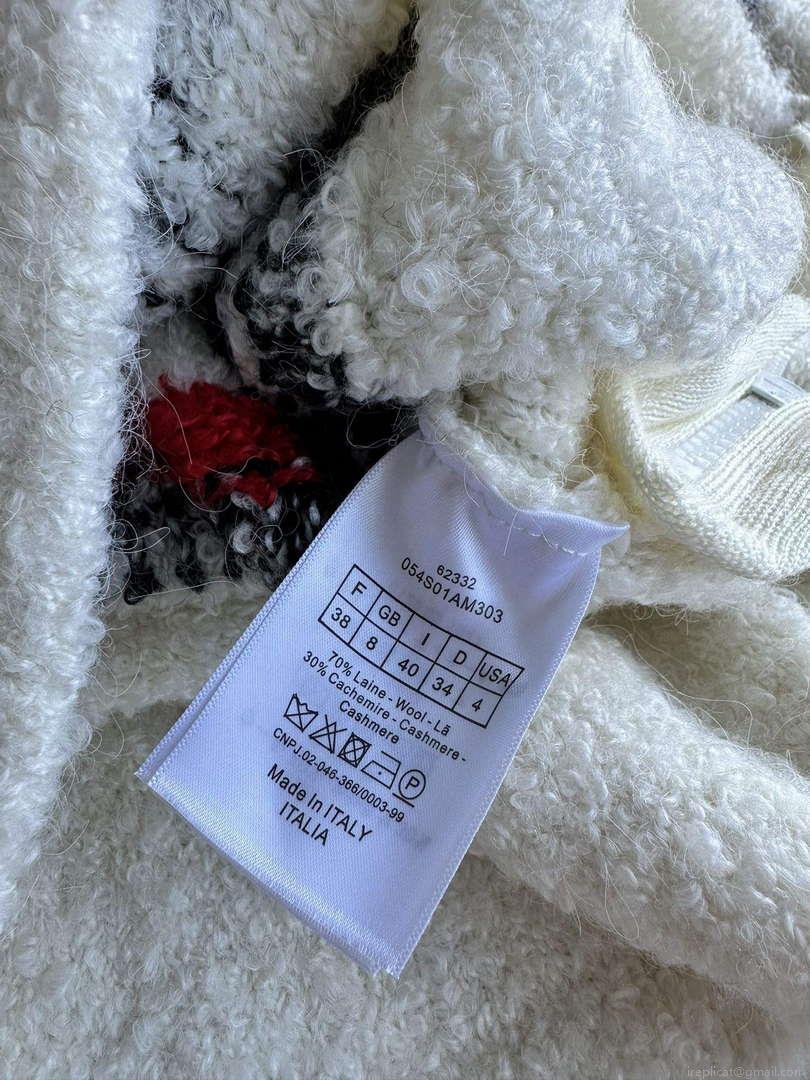 62332
054S01AM303
F GB I D USA
38 8 40 34 4
70% Laine - Wool - Lã
30% Cachemire - Cashmere -
Cashmere
P
CNPJ.02-046-366/0003-99
Made in ITALY
ITALIA
ireplicat@gmail.com